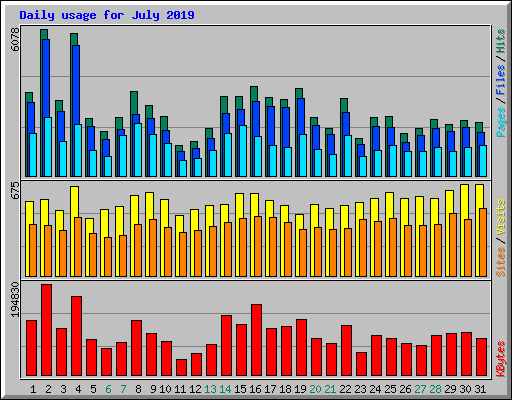 Daily usage for July 2019
6078
Pages / Files / Hits
675
Sites / Visits
194830
KBytes
1 2 3 4 5 6 7 8 9 10 11 12 13 14 15 16 17 18 19 20 21 22 23 24 25 26 27 28 29 30 31